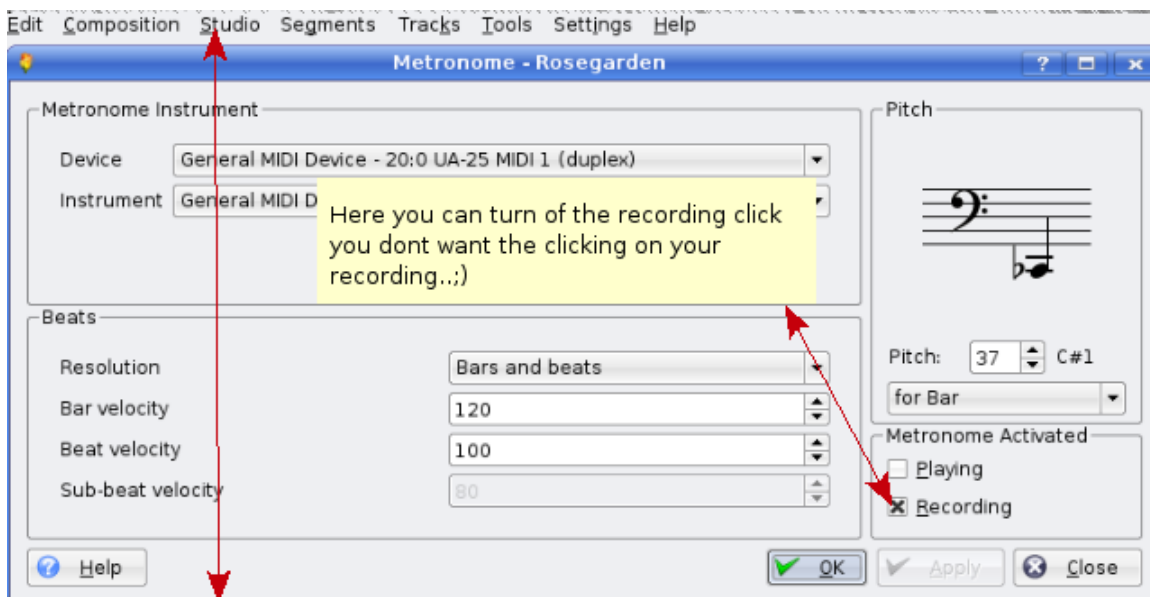 Edit Composition Studio Segments Tracks Tools Settings Help
Metronome - Rosegarden
Metronome Instrument
Device General MIDI Device - 20:0 UA-25 MIDI 1 (duplex)
Instrument General MIDI D
Here you can turn of the recording click
you dont want the clicking on your
recording..;)
Beats
Resolution Bars and beats
Bar velocity 120
Beat velocity 100
Sub-beat velocity 80
Pitch
Pitch: 37 C#1
for Bar
Metronome Activated
Playing
Recording
Help OK Apply Close